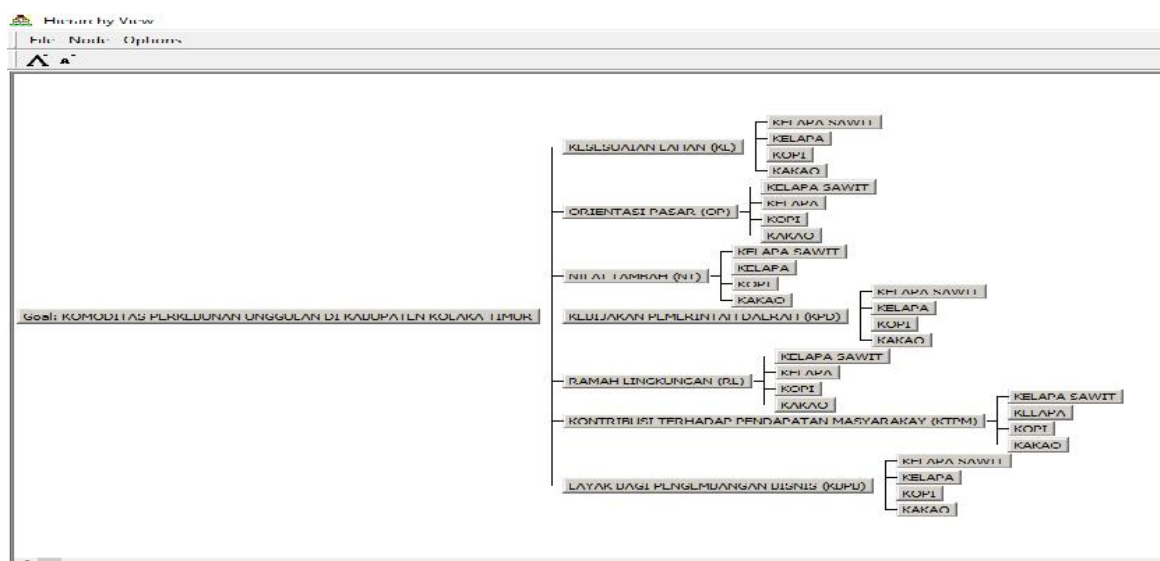 Hierarchy View
File Node Options
A A
KELAPA SAWIT
KESESUAIAN LAHAN (KL)
KELAPA
KOPI
KAKAO
KELAPA SAWIT
ORIENTASI PASAR (OP)
KELAPA
KOPI
KAKAO
KELAPA SAWIT
NILAI TAMBAH (NT)
KELAPA
KOPI
KAKAO
Goal: KOMODITAS PERKEBUNAN UNGGULAN DI KABUPATEN KOLAKA TIMUR
KELAPA SAWIT
KEBIJAKAN PEMERINTAH DAERAH (KPD)
KELAPA
KOPI
KAKAO
KELAPA SAWIT
RAMAH LINGKUNGAN (RL)
KELAPA
KOPI
KAKAO
KELAPA SAWIT
KONTRIBUSI TERHADAP PENDAPATAN MASYARAKAY (KTPM)
KELAPA
KOPI
KAKAO
KELAPA SAWIT
LAYAK BAGI PENGEMBANGAN BISNIS (KBPB)
KELAPA
KOPI
KAKAO